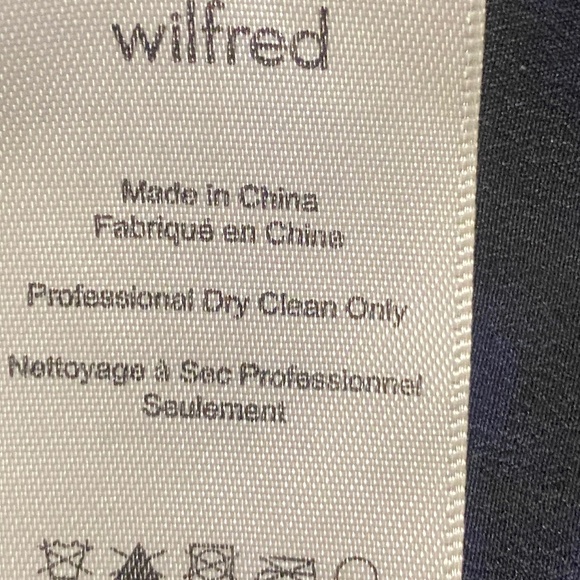 wilfred
Made in China
Fabriqué en Chine
Professional Dry Clean Only
Nettoyage à Sec Professionnel
Seulement